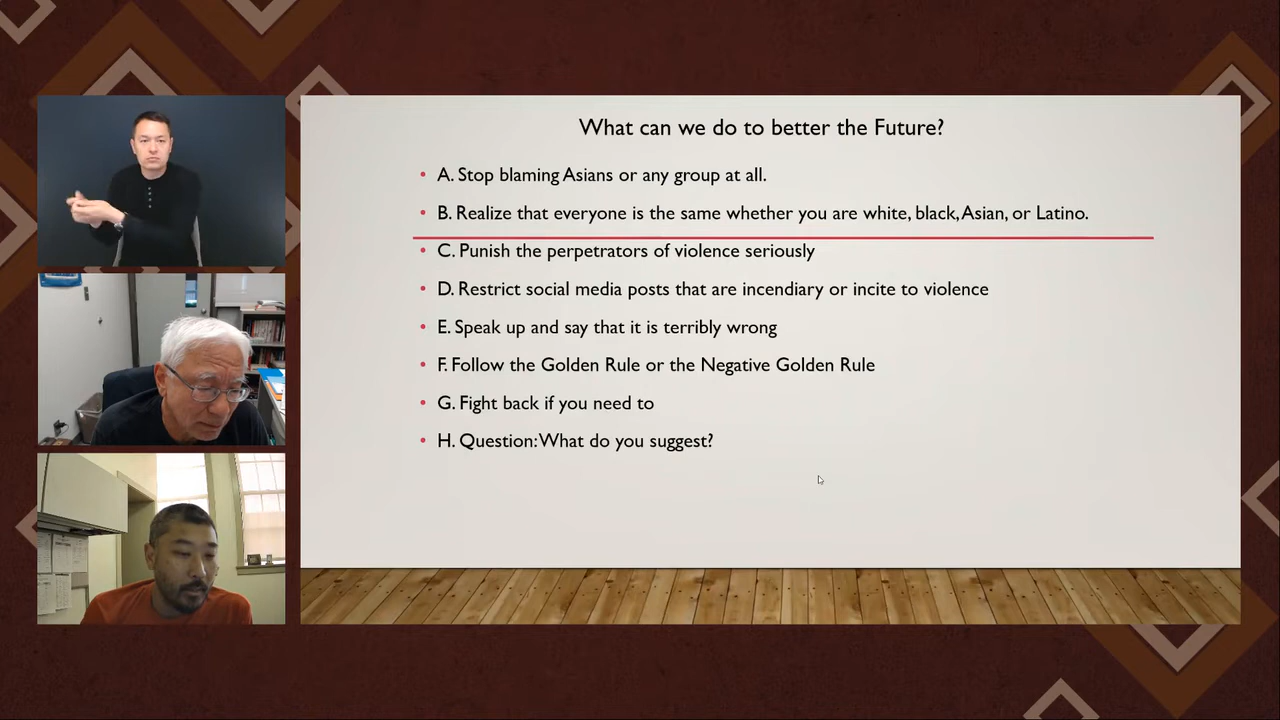 What can we do to better the Future?
• A. Stop blaming Asians or any group at all.
• B. Realize that everyone is the same whether you are white, black, Asian, or Latino.
• C. Punish the perpetrators of violence seriously
• D. Restrict social media posts that are incendiary or incite to violence
• E. Speak up and say that it is terribly wrong
• F. Follow the Golden Rule or the Negative Golden Rule
• G. Fight back if you need to
• H. Question: What do you suggest?